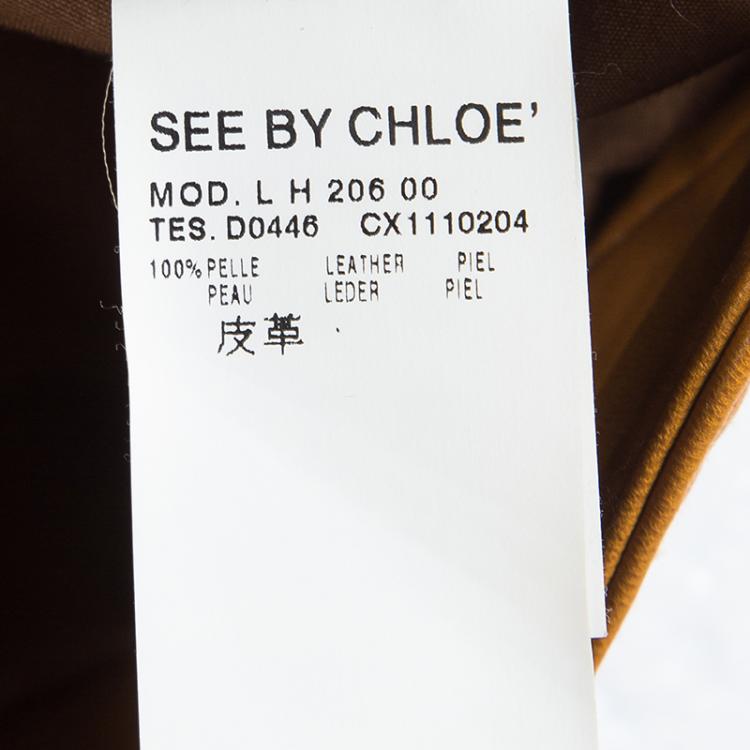 SEE BY CHLOE'
MOD. L H 206 00
TES. D0446 CX1110204
100% PELLE LEATHER PIEL
PEAU LEDER PIEL
皮革